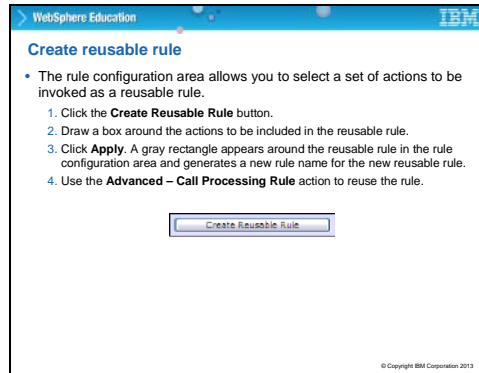 WebSphere Education
IBM
Create reusable rule
• The rule configuration area allows you to select a set of actions to be
invoked as a reusable rule.
1. Click the Create Reusable Rule button.
2. Draw a box around the actions to be included in the reusable rule.
3. Click Apply. A gray rectangle appears around the reusable rule in the rule
configuration area and generates a new rule name for the new reusable rule.
4. Use the Advanced – Call Processing Rule action to reuse the rule.
Create Reusable Rule
© Copyright IBM Corporation 2013